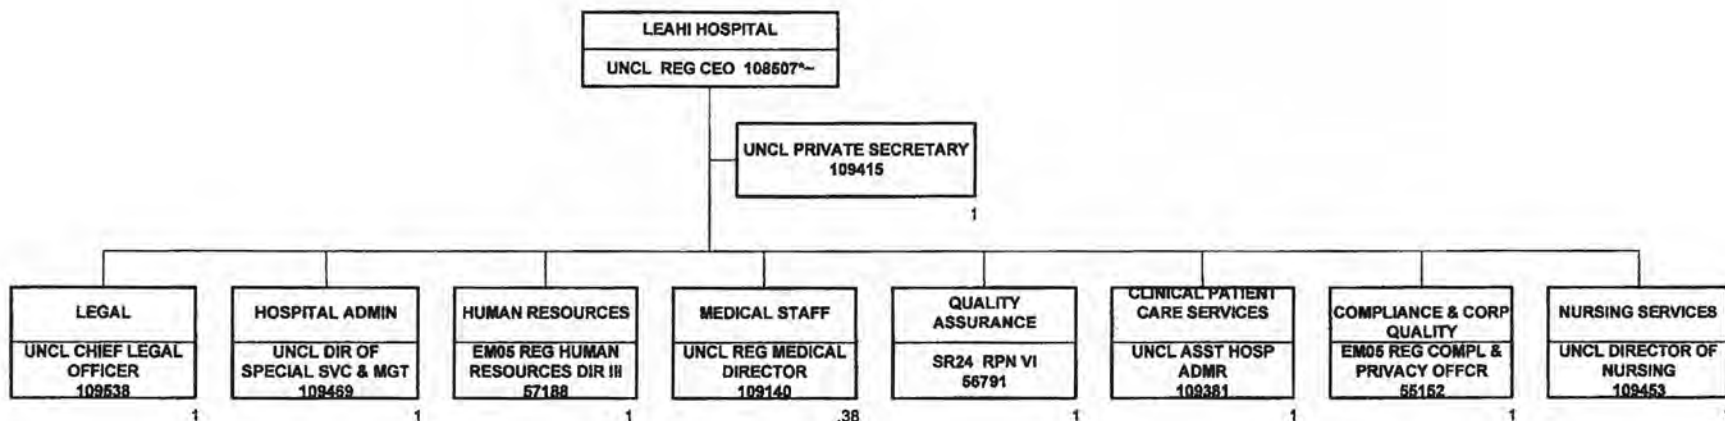 LEAHI HOSPITAL
UNCL REG CEO 108507*~
UNCL PRIVATE SECRETARY
109415
1
LEGAL
UNCL CHIEF LEGAL
OFFICER
109538
1
HOSPITAL ADMIN
UNCL DIR OF
SPECIAL SVC & MGT
109469
1
HUMAN RESOURCES
EM05 REG HUMAN
RESOURCES DIR III
57188
1
MEDICAL STAFF
UNCL REG MEDICAL
DIRECTOR
109140
.38
QUALITY
ASSURANCE
SR24 RPN VI
56791
1
CLINICAL PATIENT
CARE SERVICES
UNCL ASST HOSP
ADMR
109381
1
COMPLIANCE & CORP
QUALITY
EM05 REG COMPL &
PRIVACY OFFCR
55152
1
NURSING SERVICES
UNCL DIRECTOR OF
NURSING
109453
1